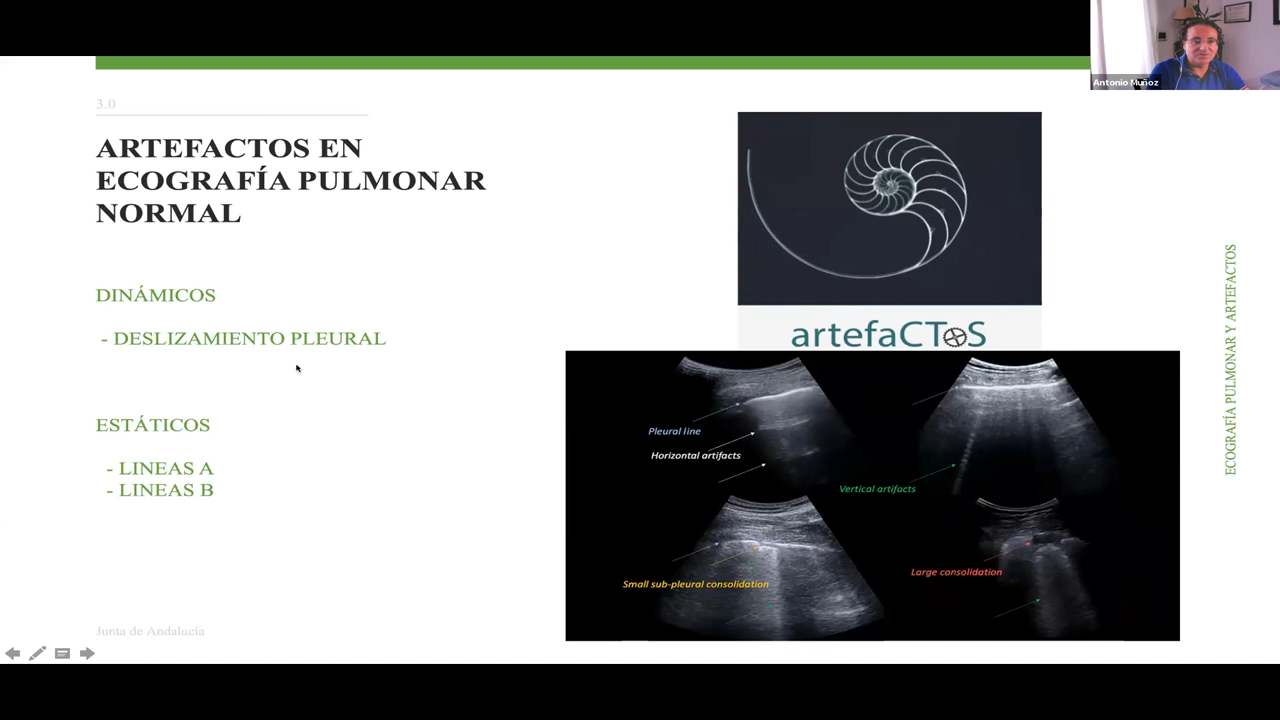 Antonio Muñoz
3.0
ARTEFACTOS EN
ECOGRAFÍA PULMONAR
NORMAL
DINÁMICOS
- DESLIZAMIENTO PLEURAL
ESTÁTICOS
- LINEAS A
- LINEAS B
Junta de Andalucia
artefaCToS
Pleural line
Horizontal artifacts
Vertical artifacts
Small sub-pleural consolidation
Large consolidation
ECOGRAFÍA PULMONAR Y ARTEFACTOS